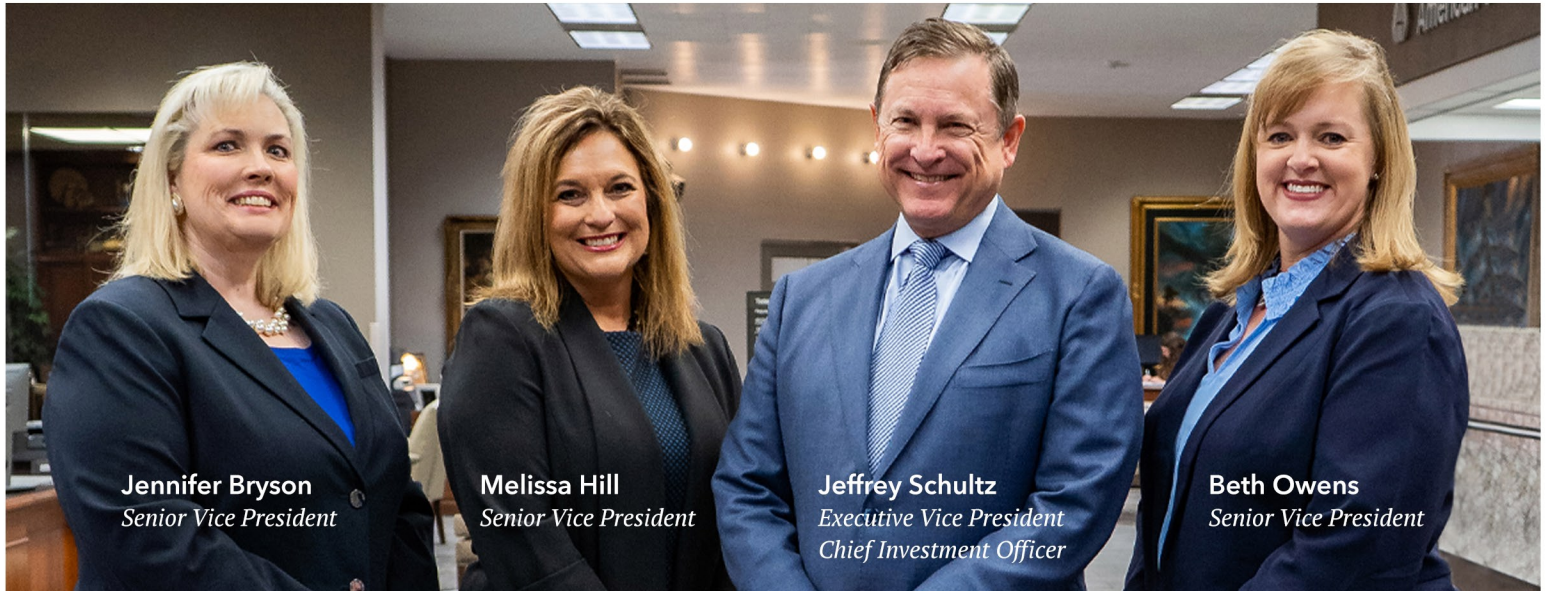 American
Jennifer Bryson
Senior Vice President
Melissa Hill
Senior Vice President
Jeffrey Schultz
Executive Vice President
Chief Investment Officer
Beth Owens
Senior Vice President